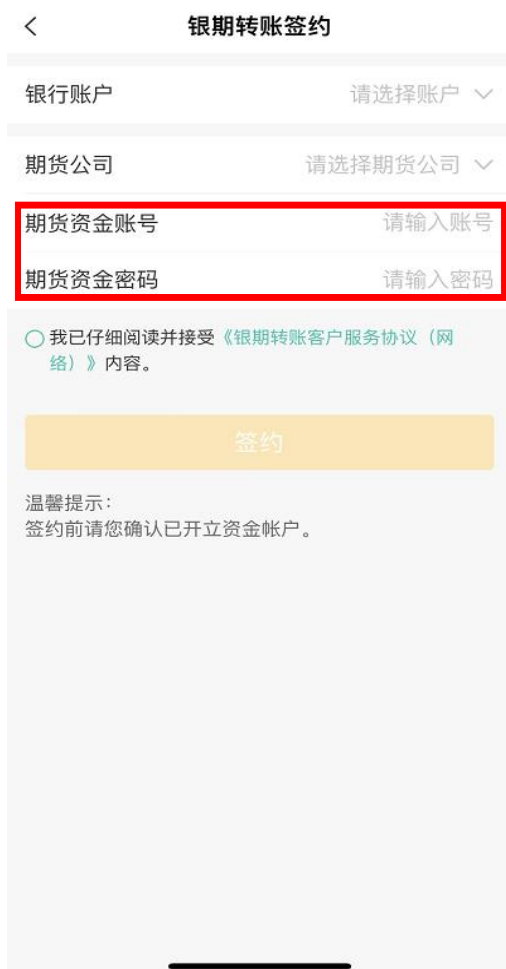 银期转账签约
银行账户 请选择账户
期货公司 请选择期货公司
期货资金账号 请输入账号
期货资金密码 请输入密码
我已仔细阅读并接受《银期转账客户服务协议（网
络）》内容。
签约
温馨提示：
签约前请您确认已开立资金帐户。